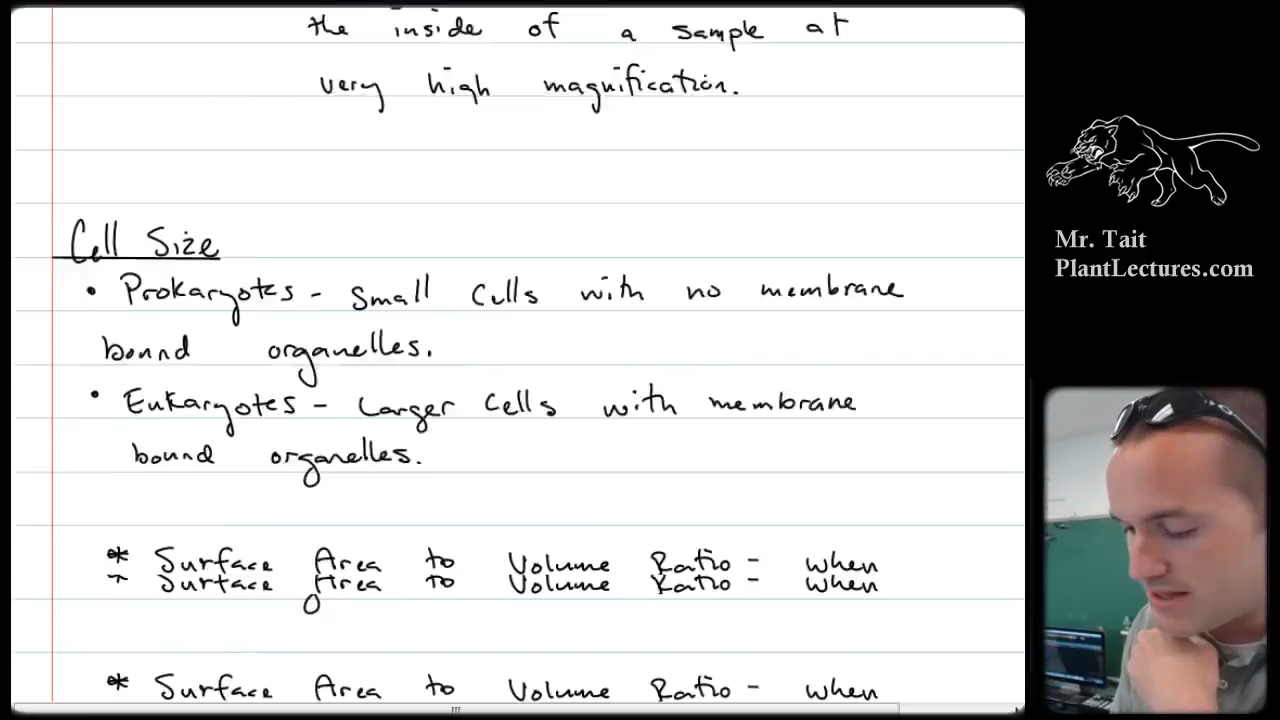 the inside of a sample at
very high magnification.
Cell Size
• Prokaryotes - Small Cells with no membrane
bound organelles.
• Eukaryotes - Larger Cells with membrane
bound organelles.
* Surface Area to Volume Ratio - when
* Surface Area to Volume Ratio - when
* Surface Area to Volume Ratio - when
Mr. Tait
PlantLectures.com